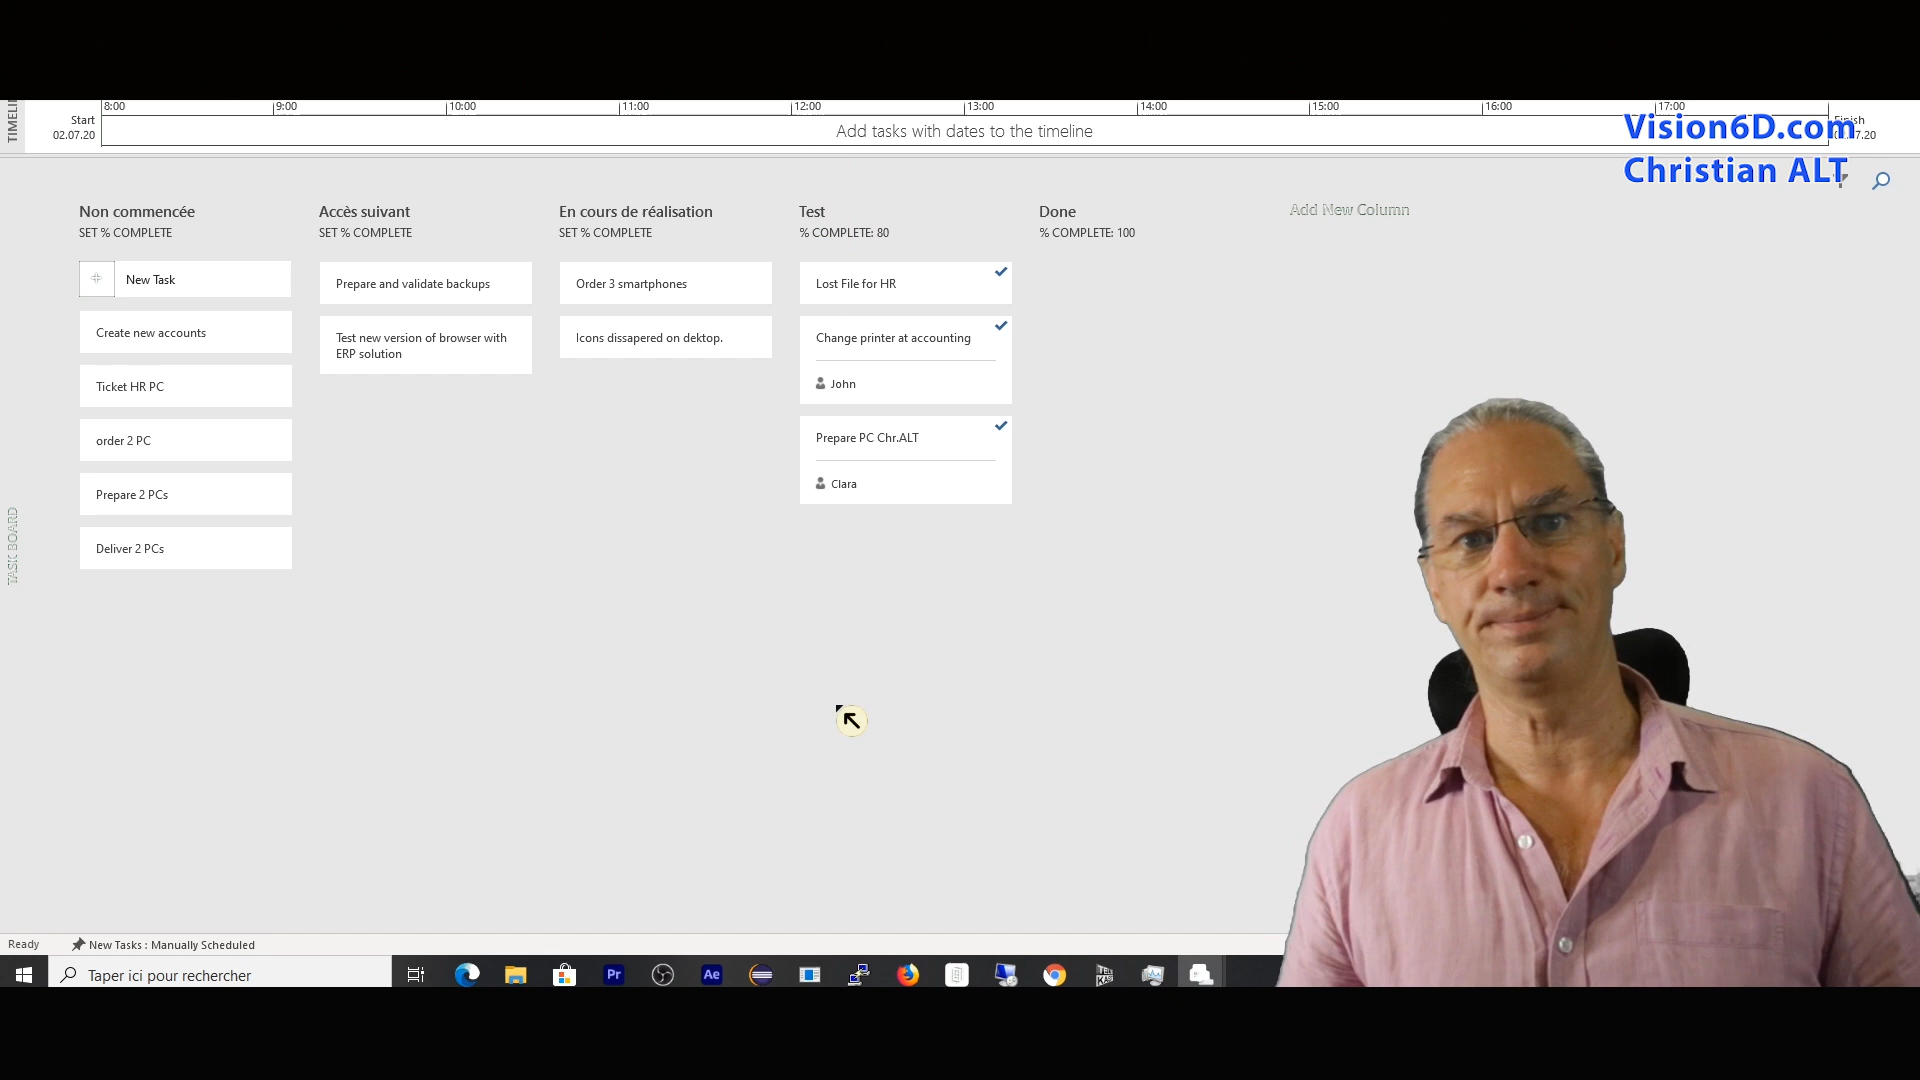 TIMELI
8:00 9:00 10:00 11:00 12:00 13:00 14:00 15:00 16:00 17:00
Start
02.07.20
Add tasks with dates to the timeline
Finish
.07.20
Vision6D.com
Christian ALT
Non commencée
SET % COMPLETE
New Task
Create new accounts
Ticket HR PC
order 2 PC
Prepare 2 PCs
Deliver 2 PCs
Accès suivant
SET % COMPLETE
Prepare and validate backups
Test new version of browser with
ERP solution
En cours de réalisation
SET % COMPLETE
Order 3 smartphones
Icons dissapered on dektop.
Test
% COMPLETE: 80
Lost File for HR
Change printer at accounting
John
Prepare PC Chr.ALT
Clara
Done
% COMPLETE: 100
Add New Column
TASK BOARD
Ready
New Tasks : Manually Scheduled
Taper ici pour rechercher
Pr
Ae